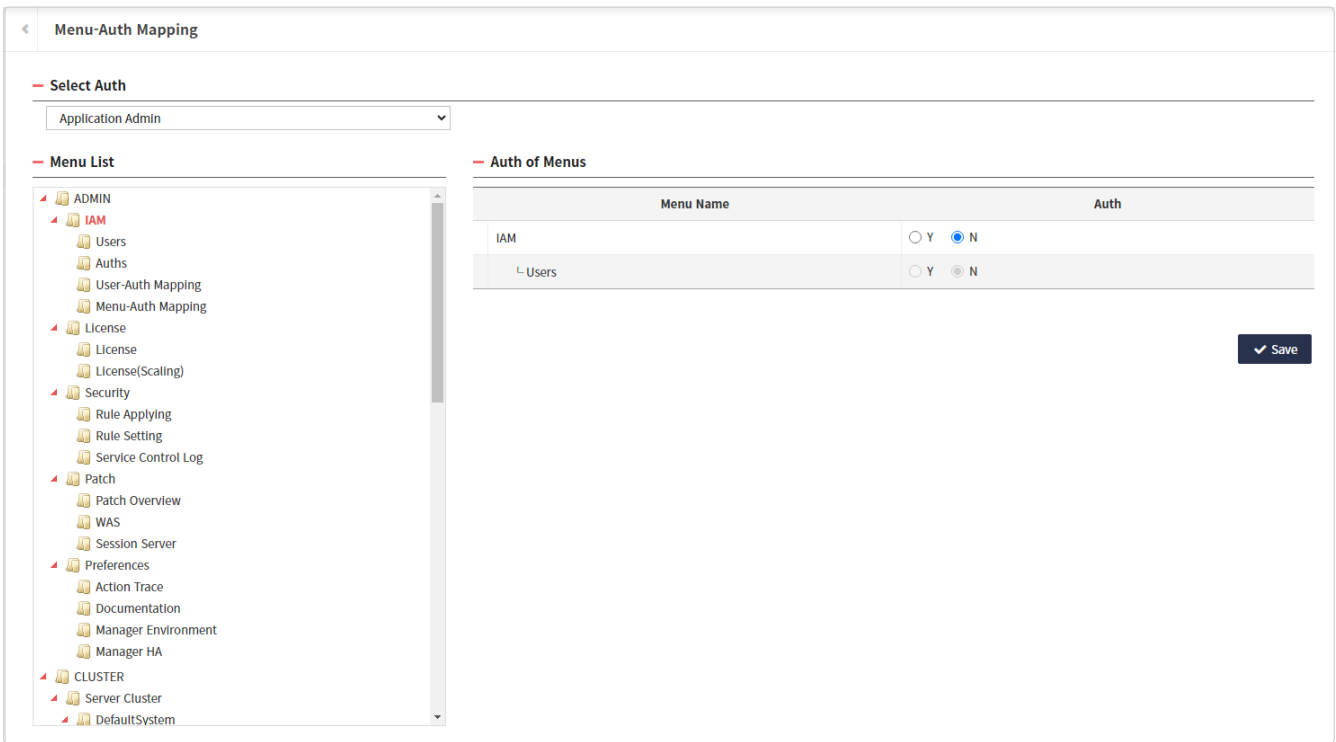 Menu-Auth Mapping
Select Auth
Application Admin
Menu List
ADMIN
IAM
Users
Auths
User-Auth Mapping
Menu-Auth Mapping
License
License
License(Scaling)
Security
Rule Applying
Rule Setting
Service Control Log
Patch
Patch Overview
WAS
Session Server
Preferences
Action Trace
Documentation
Manager Environment
Manager HA
CLUSTER
Server Cluster
DefaultSystem
Auth of Menus
Menu Name Auth
IAM Y N
Users Y N
Save